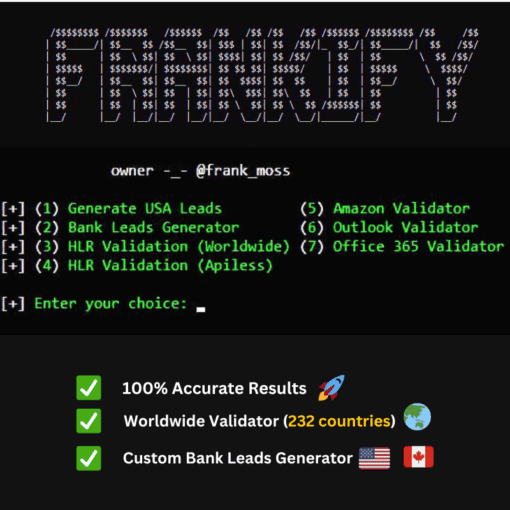 FRANKIFY
owner -_- @frank_moss
[+] (1) Generate USA Leads (5) Amazon Validator
[+] (2) Bank Leads Generator (6) Outlook Validator
[+] (3) HLR Validation (Worldwide) (7) Office 365 Validator
[+] (4) HLR Validation (Apiless)
[+] Enter your choice: _
100% Accurate Results
Worldwide Validator (232 countries)
Custom Bank Leads Generator